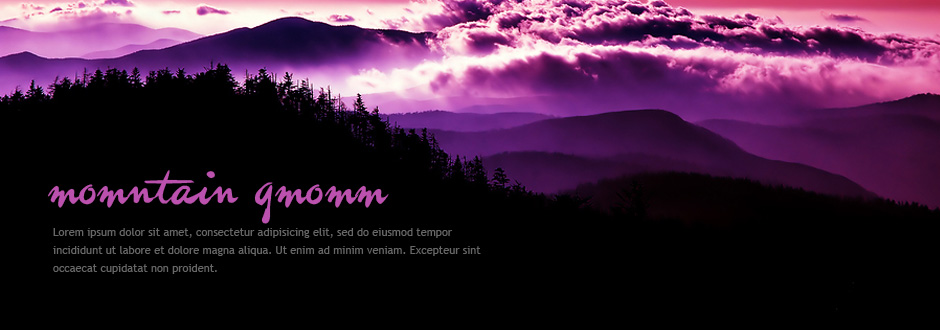 momntain gmomm
Lorem ipsum dolor sit amet, consectetur adipisicing elit, sed do eiusmod tempor
incididunt ut labore et dolore magna aliqua. Ut enim ad minim veniam. Excepteur sint
occaecat cupidatat non proident.